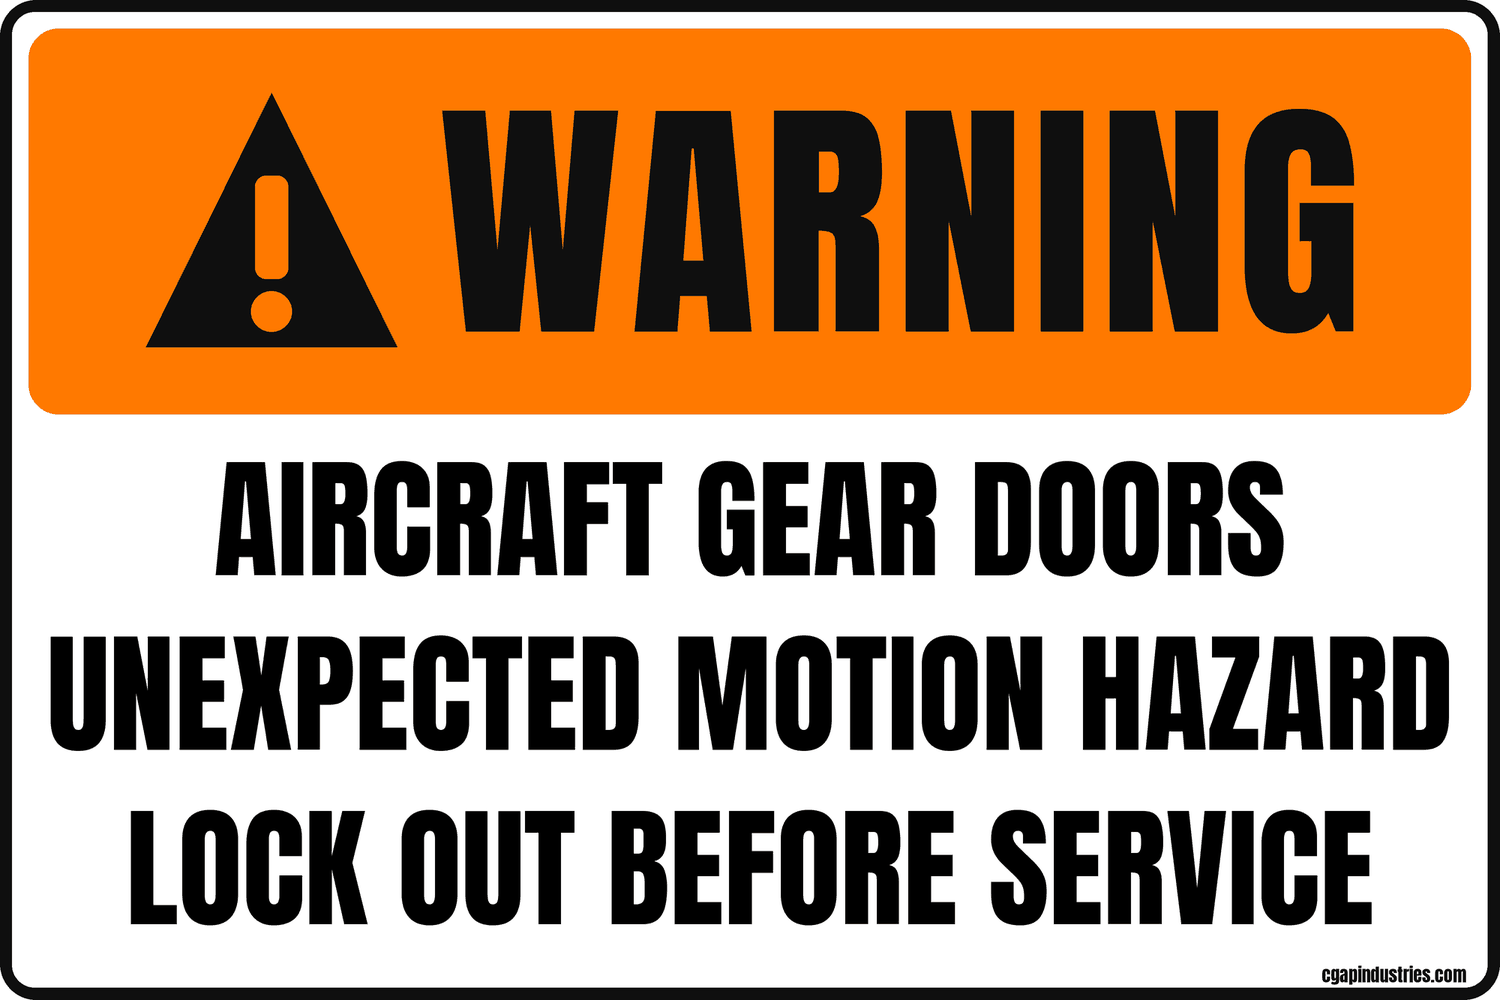 WARNING
AIRCRAFT GEAR DOORS
UNEXPECTED MOTION HAZARD
LOCK OUT BEFORE SERVICE
cgapindustries.com